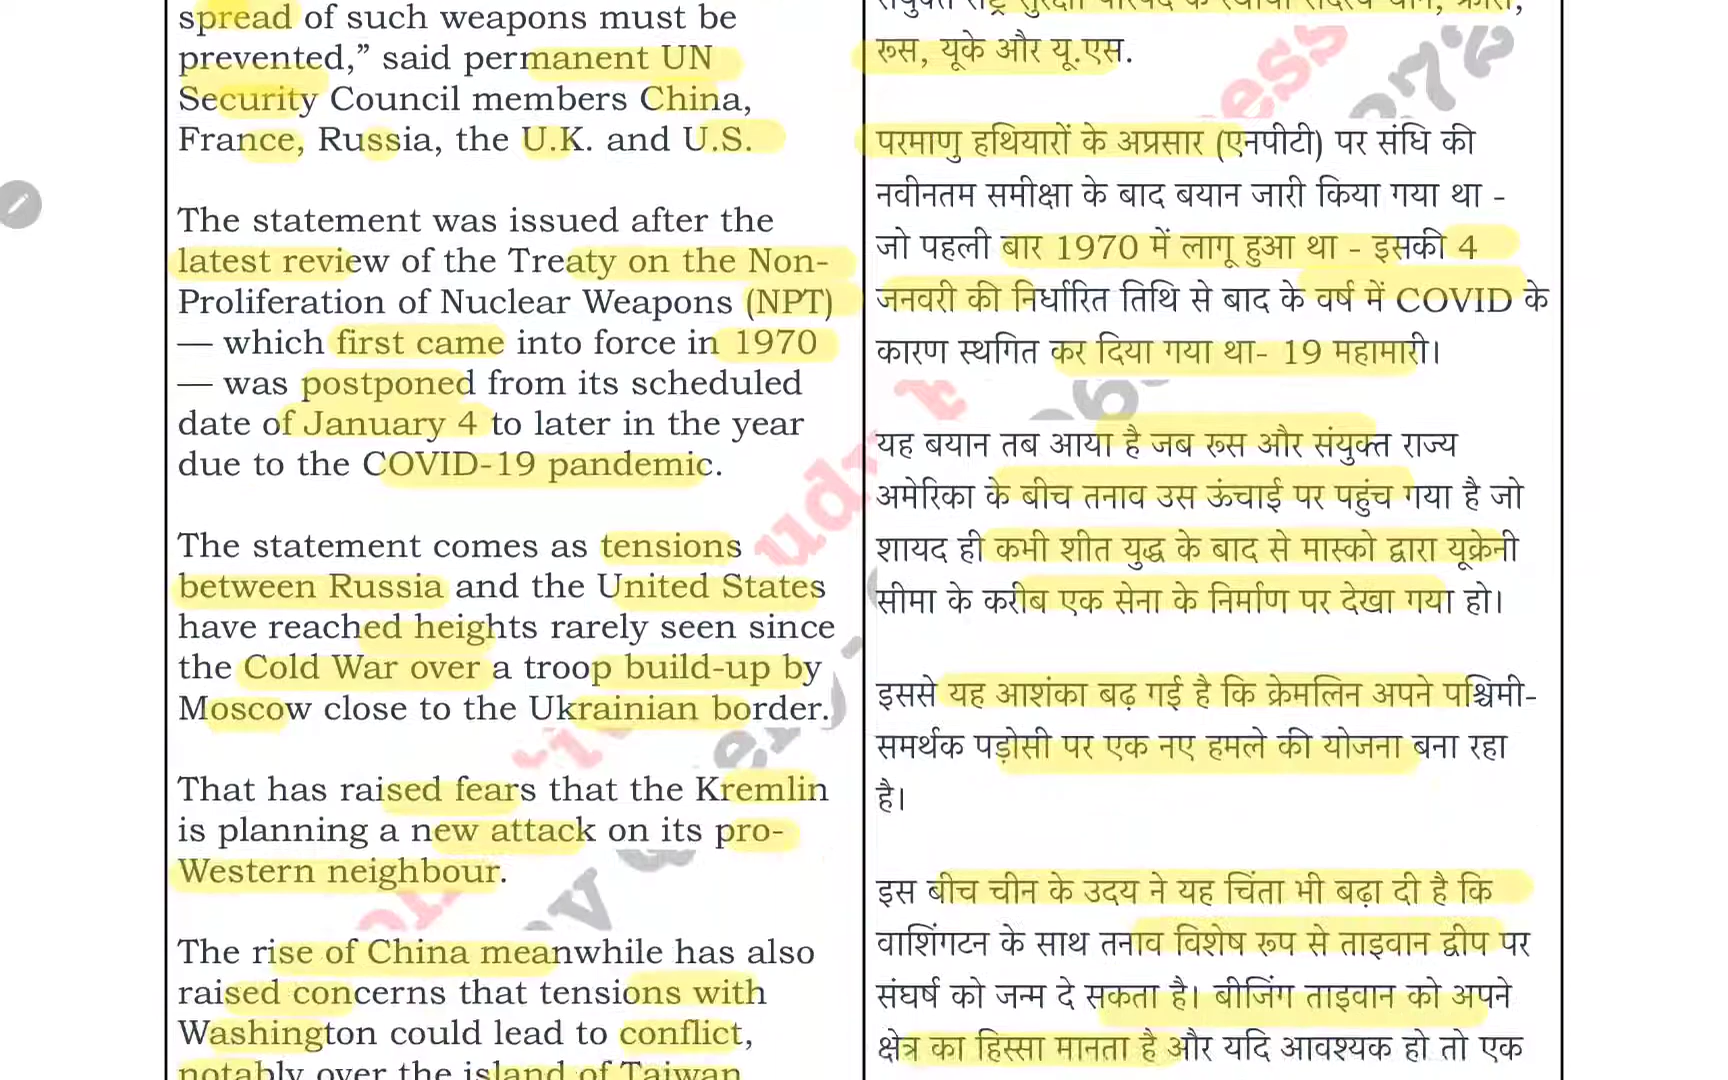 spread of such weapons must be
prevented,” said permanent UN
Security Council members China,
France, Russia, the U.K. and U.S.
The statement was issued after the
latest review of the Treaty on the Non-
Proliferation of Nuclear Weapons (NPT)
— which first came into force in 1970
— was postponed from its scheduled
date of January 4 to later in the year
due to the COVID-19 pandemic.
The statement comes as tensions
between Russia and the United States
have reached heights rarely seen since
the Cold War over a troop build-up by
Moscow close to the Ukrainian border.
That has raised fears that the Kremlin
is planning a new attack on its pro-
Western neighbour.
The rise of China meanwhile has also
raised concerns that tensions with
Washington could lead to conflict,
notably over the island of Taiwan
रूस, यूके और यू.एस.
परमाणु हथियारों के अप्रसार (एनपीटी) पर संधि की
नवीनतम समीक्षा के बाद बयान जारी किया गया था -
जो पहली बार 1970 में लागू हुआ था - इसकी 4
जनवरी की निर्धारित तिथि से बाद के वर्ष में COVID के
कारण स्थगित कर दिया गया था- 19 महामारी।
यह बयान तब आया है जब रूस और संयुक्त राज्य
अमेरिका के बीच तनाव उस ऊंचाई पर पहुंच गया है जो
शायद ही कभी शीत युद्ध के बाद से मास्को द्वारा यूक्रेनी
सीमा के करीब एक सेना के निर्माण पर देखा गया हो।
इससे यह आशंका बढ़ गई है कि क्रेमलिन अपने पश्चिमी-
समर्थक पड़ोसी पर एक नए हमले की योजना बना रहा
है।
इस बीच चीन के उदय ने यह चिंता भी बढ़ा दी है कि
वाशिंगटन के साथ तनाव विशेष रूप से ताइवान द्वीप पर
संघर्ष को जन्म दे सकता है। बीजिंग ताइवान को अपने
क्षेत्र का हिस्सा मानता है और यदि आवश्यक हो तो एक